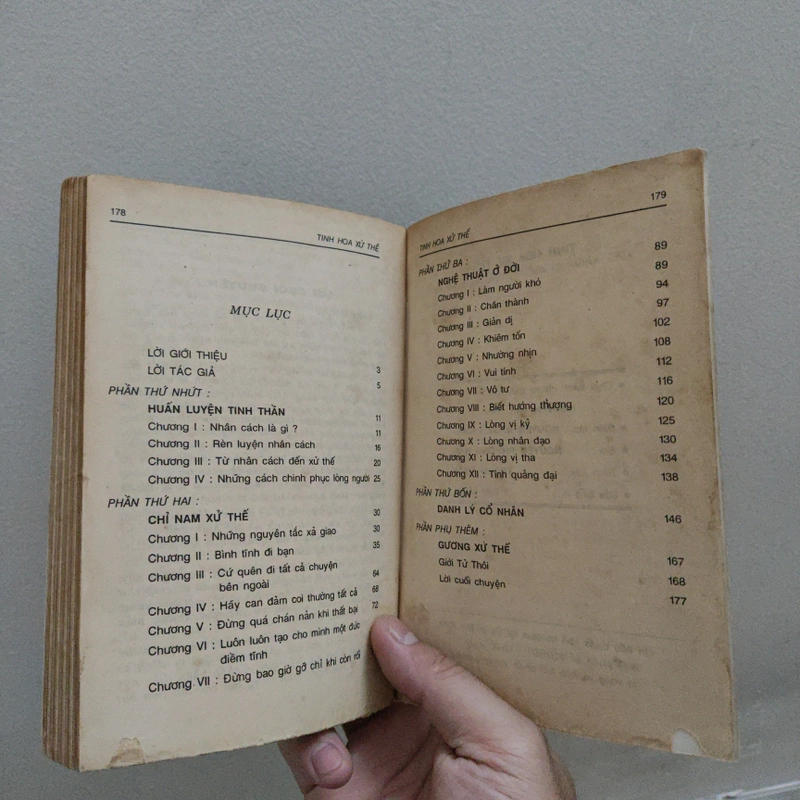 178
TINH HOA XỬ THẾ
MỤC LỤC
LỜI GIỚI THIỆU 3
LỜI TÁC GIẢ 5
PHẦN THỨ NHỨT :
HUẤN LUYỆN TINH THẦN 11
Chương I : Nhân cách là gì ? 11
Chương II : Rèn luyện nhân cách 16
Chương III : Từ nhân cách đến xử thế 20
Chương IV : Những cách chinh phục lòng người 25
PHẦN THỨ HAI :
CHỈ NAM XỬ THẾ 30
Chương I : Những nguyên tắc xả giao 30
Chương II : Bình tĩnh đi bạn 35
Chương III : Cứ quên đi tất cả chuyện
bên ngoài 64
Chương IV : Hãy can đảm coi thường tất cả 68
Chương V : Đừng quá chán nản khi thất bại 72
Chương VI : Luôn luôn tạo cho mình một đức
điềm tĩnh
Chương VII : Đừng bao giờ gỡ chỉ khi còn rối
179
TINH HOA XỬ THẾ
PHẦN THỨ BA :
NGHỆ THUẬT Ở ĐỜI 89
Chương I : Làm người khó 89
Chương II : Chân thành 94
Chương III : Giản dị 97
Chương IV : Khiêm tốn 102
Chương V : Nhường nhịn 108
Chương VI : Vui tính 112
Chương VII : Vô tư 116
Chương VIII : Biết hướng thượng 120
Chương IX : Lòng vị kỷ 125
Chương X : Lòng nhân đạo 130
Chương XI : Lòng vị tha 134
Chương XII : Tính quảng đại 138
PHẦN THỨ BỐN :
DANH LÝ CỔ NHÂN 146
PHẦN PHỤ THÊM :
GƯƠNG XỬ THẾ 167
Giới Tử Thôi 168
Lời cuối chuyện 177